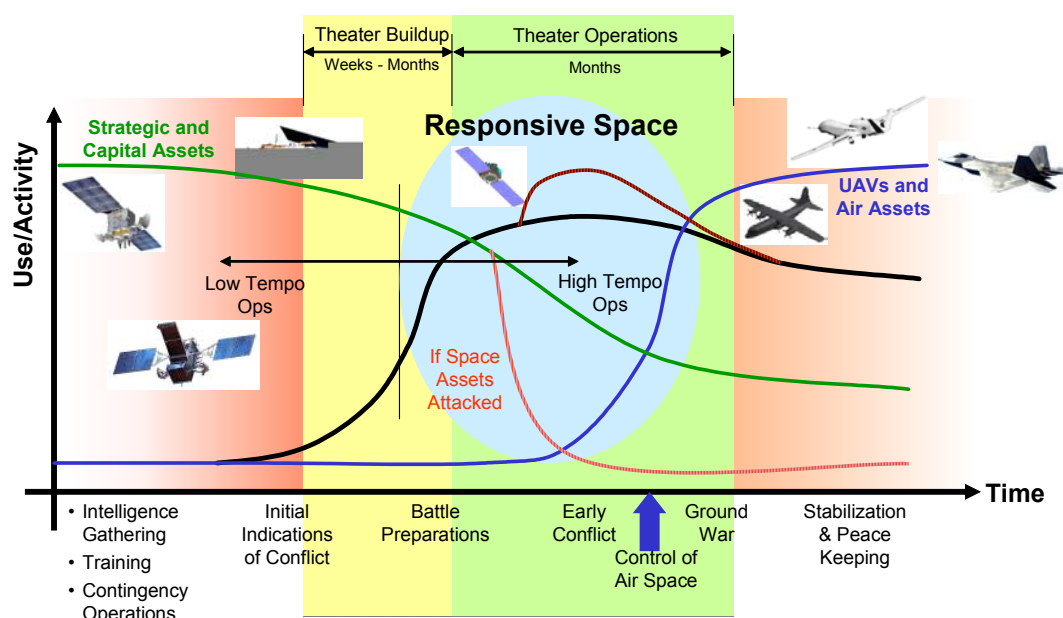 Theater Buildup
Weeks - Months
Theater Operations
Months
Responsive Space
Strategic and
Capital Assets
UAVs and
Air Assets
Use/Activity
Low Tempo
Ops
High Tempo
Ops
If Space
Assets
Attacked
Time
• Intelligence
Gathering
• Training
• Contingency
Operations
Initial
Indications
of Conflict
Battle
Preparations
Early
Conflict
Control of
Air Space
Ground
War
Stabilization
& Peace
Keeping